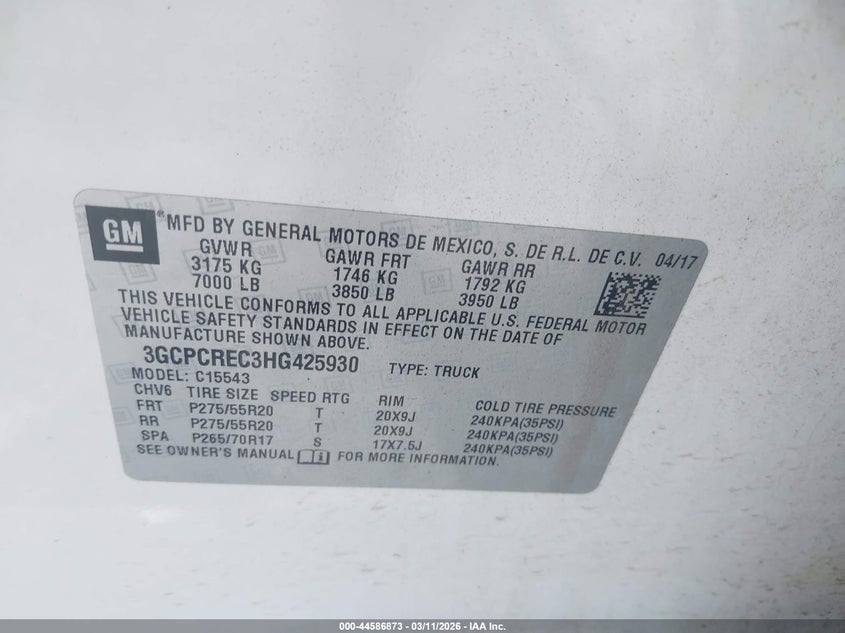 GM® MFD BY GENERAL MOTORS DE MEXICO, S. DE R.L. DE C.V. 04/17
GVWR GAWR FRT GAWR RR
3175 KG 1746 KG 1792 KG
7000 LB 3850 LB 3950 LB
THIS VEHICLE CONFORMS TO ALL APPLICABLE U.S. FEDERAL MOTOR
VEHICLE SAFETY STANDARDS IN EFFECT ON THE DATE OF
MANUFACTURE SHOWN ABOVE.
3GCPCREC3HG425930 TYPE: TRUCK
MODEL: C15543
CHV6 TIRE SIZE SPEED RTG RIM COLD TIRE PRESSURE
FRT P275/55R20 T 20X9J 240KPA(35PSI)
RR P275/55R20 T 20X9J 240KPA(35PSI)
SPA P265/70R17 S 17X7.5J 240KPA(35PSI)
SEE OWNER'S MANUAL FOR MORE INFORMATION.
000-44586873 - 03/11/2026 - IAA Inc.